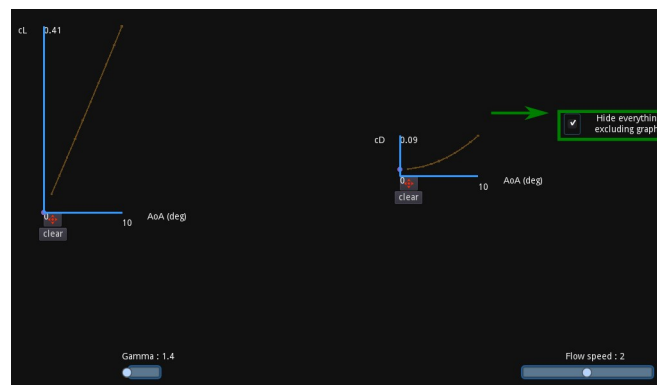 cL
0.41
Hide everythin
excluding graph
cD
0.09
0
10
AoA (deg)
clear
0
10
AoA (deg)
clear
Gamma : 1.4
Flow speed : 2